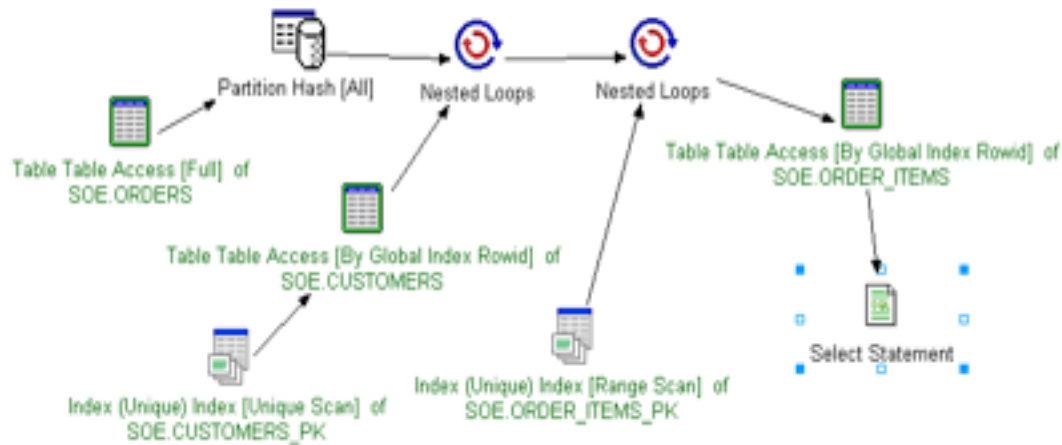 Partition Hash [All]
Nested Loops
Nested Loops
Table Table Access [Full] of
SOE.ORDERS
Table Table Access [By Global Index Rowid] of
SOE.ORDER_ITEMS
Table Table Access [By Global Index Rowid] of
SOE.CUSTOMERS
Select Statement
Index (Unique) Index [Unique Scan] of
SOE.CUSTOMERS_PK
Index (Unique) Index [Range Scan] of
SOE.ORDER_ITEMS_PK